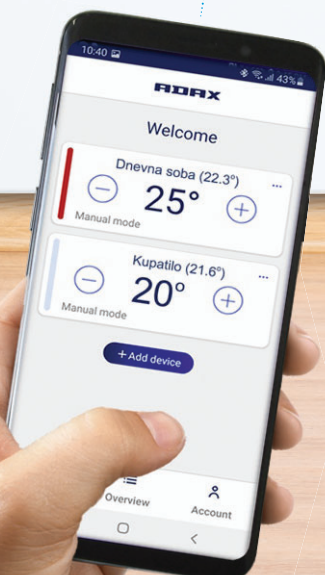 10:40
43%
ADAX
Welcome
Dnevna soba (22.3°)
25°
Manual mode
Kupatilo (21.6°)
20°
Manual mode
+ Add device
Overview
Account